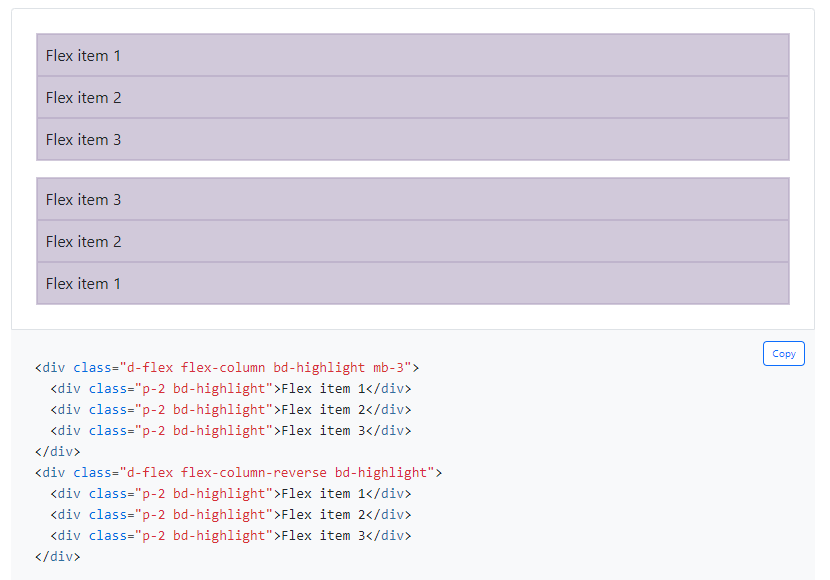 Flex item 1
Flex item 2
Flex item 3
Flex item 3
Flex item 2
Flex item 1
Copy
<div class="d-flex flex-column bd-highlight mb-3">
  <div class="p-2 bd-highlight">Flex item 1</div>
  <div class="p-2 bd-highlight">Flex item 2</div>
  <div class="p-2 bd-highlight">Flex item 3</div>
</div>
<div class="d-flex flex-column-reverse bd-highlight">
  <div class="p-2 bd-highlight">Flex item 1</div>
  <div class="p-2 bd-highlight">Flex item 2</div>
  <div class="p-2 bd-highlight">Flex item 3</div>
</div>